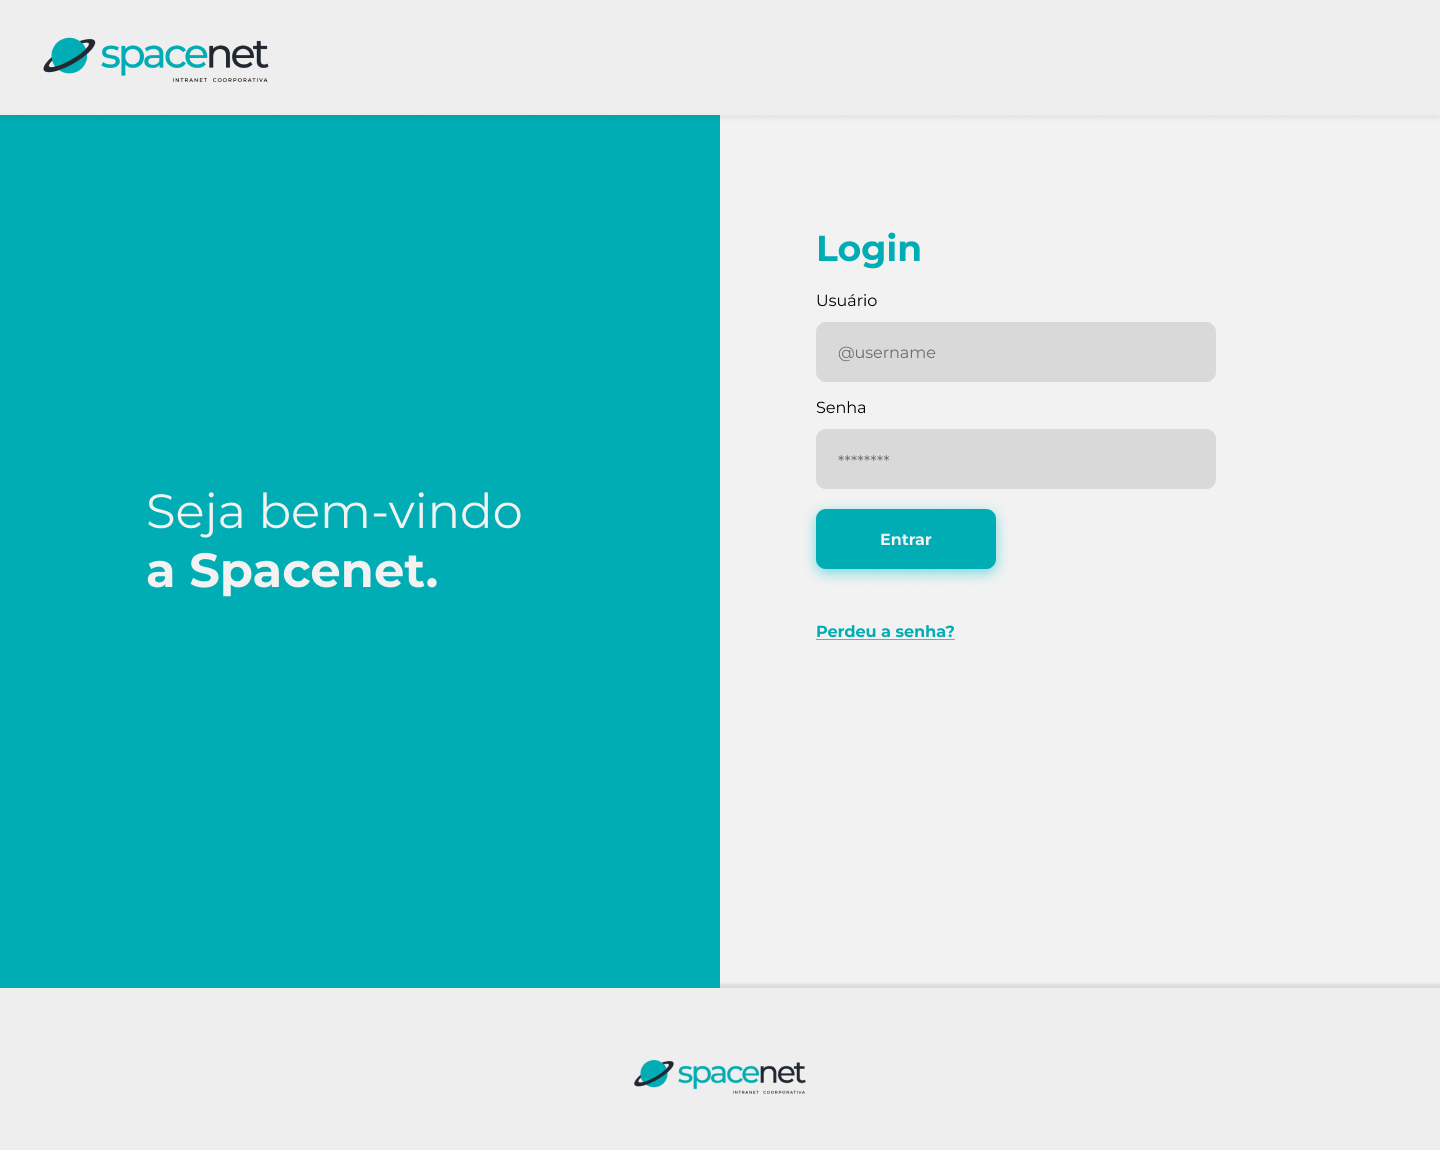 spacenet
INTRANET COORPORATIVA
Seja bem-vindo
a Spacenet.
Login
Usuário
@username
Senha
********
Entrar
Perdeu a senha?
spacenet
INTRANET COORPORATIVA